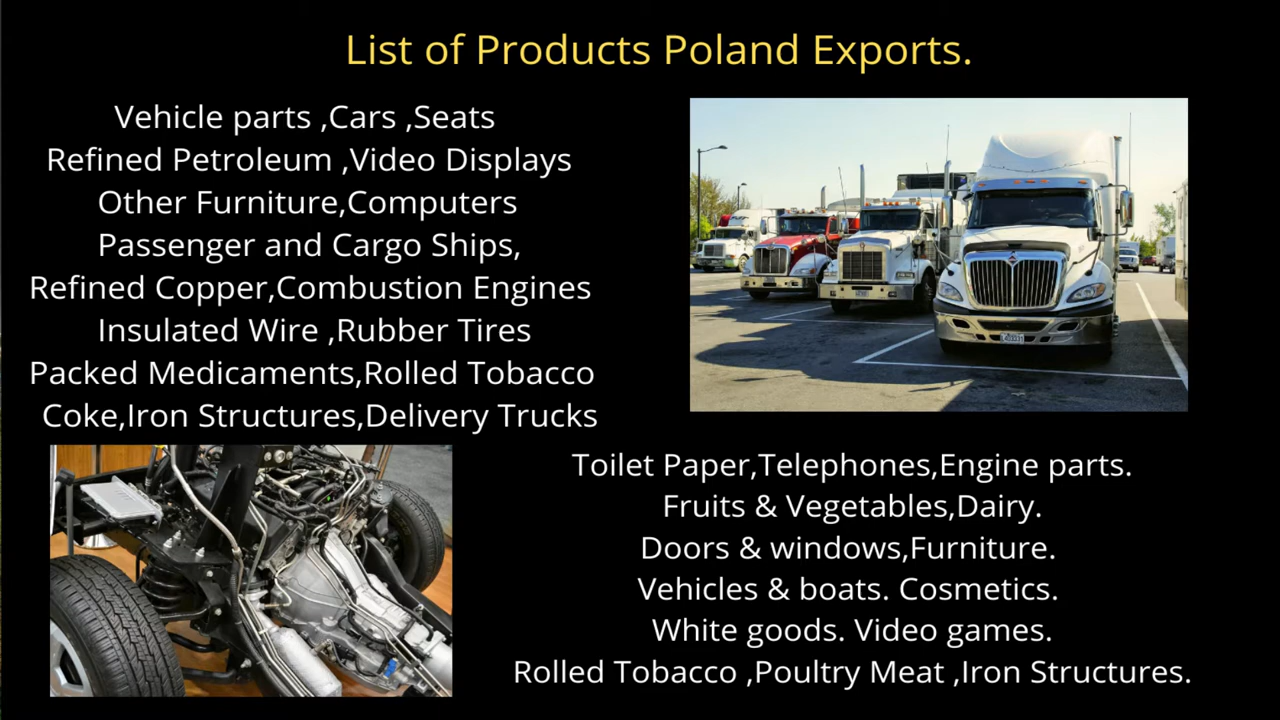 List of Products Poland Exports.
Vehicle parts ,Cars ,Seats
Refined Petroleum ,Video Displays
Other Furniture,Computers
Passenger and Cargo Ships,
Refined Copper,Combustion Engines
Insulated Wire ,Rubber Tires
Packed Medicaments,Rolled Tobacco
Coke,Iron Structures,Delivery Trucks
Toilet Paper,Telephones,Engine parts.
Fruits & Vegetables,Dairy.
Doors & windows,Furniture.
Vehicles & boats. Cosmetics.
White goods. Video games.
Rolled Tobacco ,Poultry Meat ,Iron Structures.